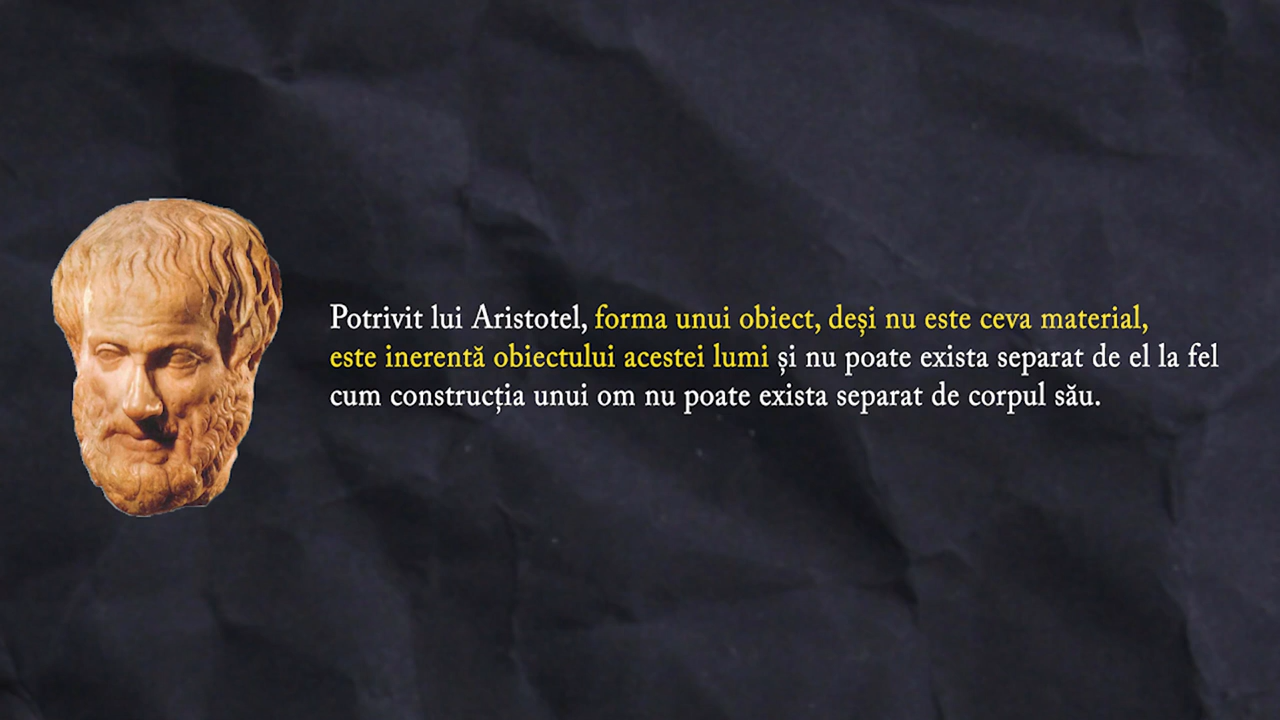 Potrivit lui Aristotel, forma unui obiect, deși nu este ceva material,
este inerentă obiectului acestei lumi și nu poate exista separat de el la fel
cum construcția unui om nu poate exista separat de corpul său.